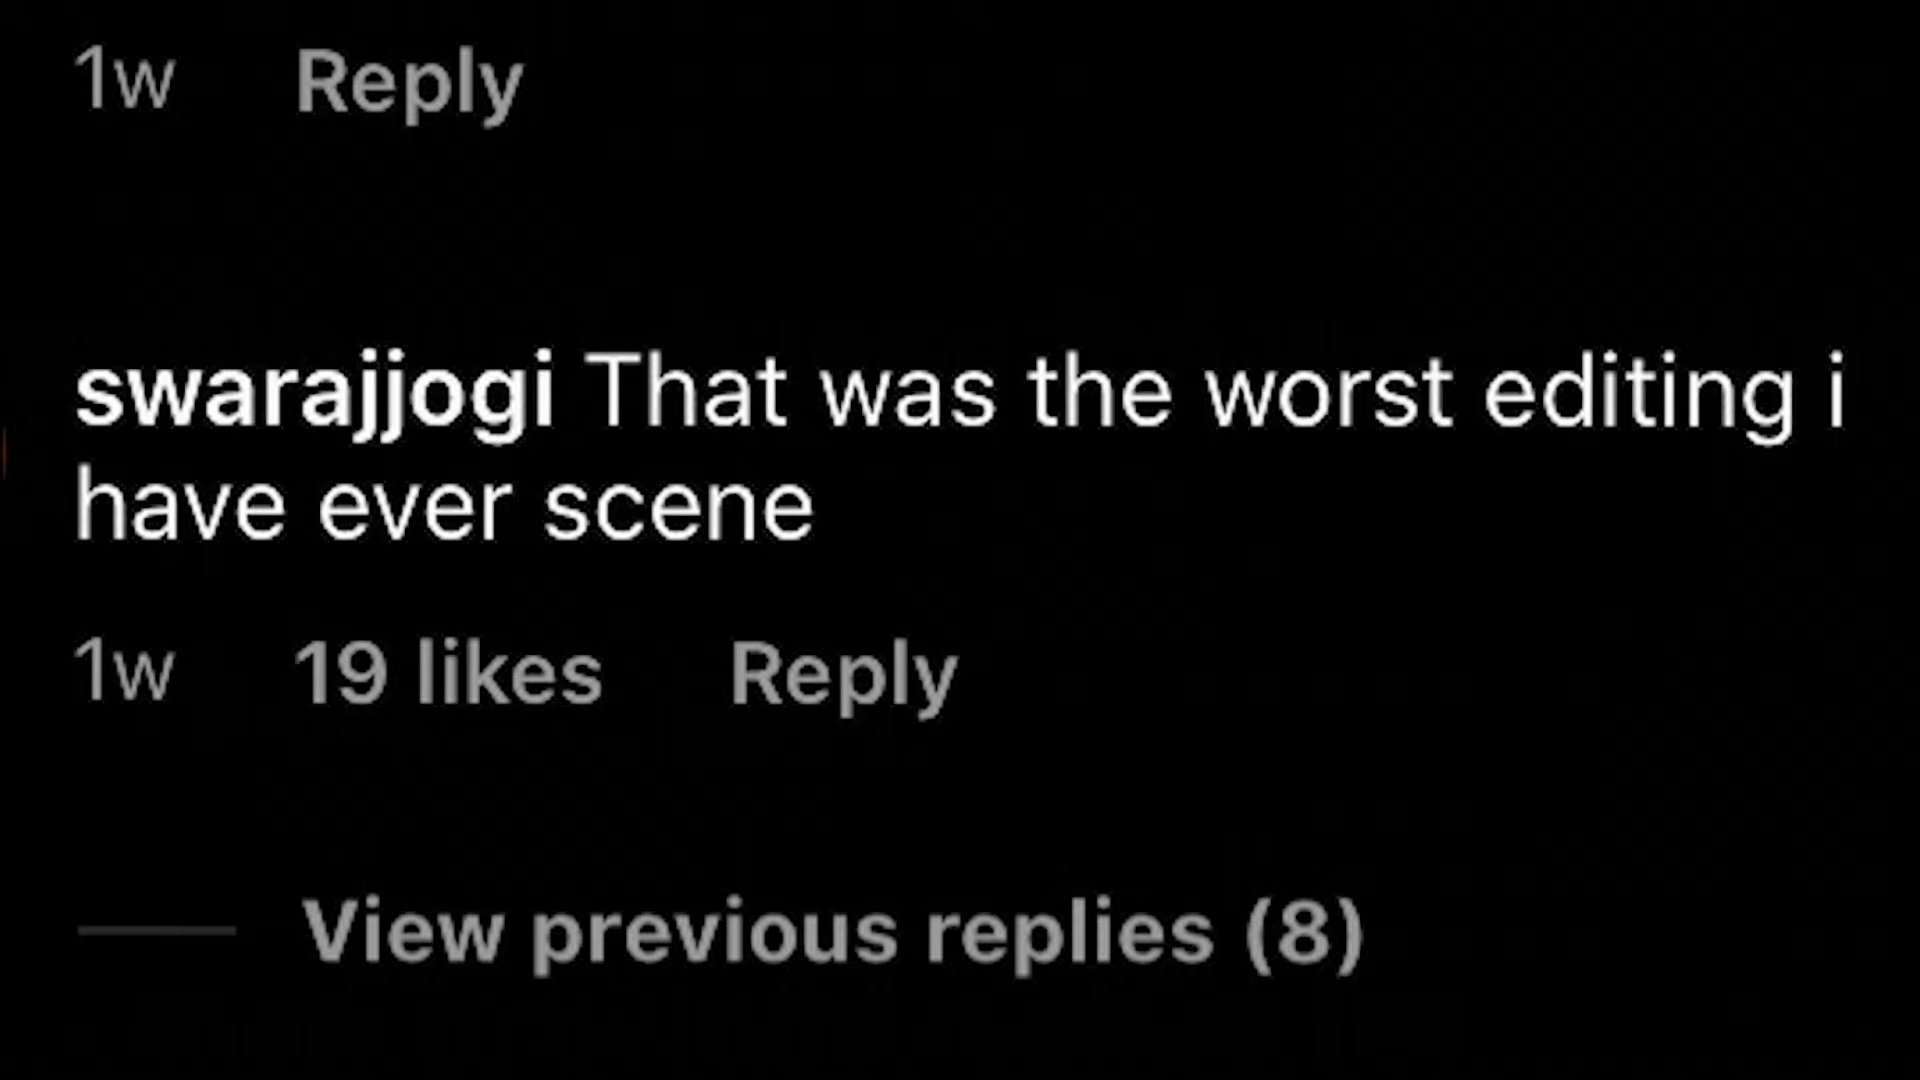 1w Reply
swarajjogi That was the worst editing i
have ever scene
1w 19 likes Reply
View previous replies (8)